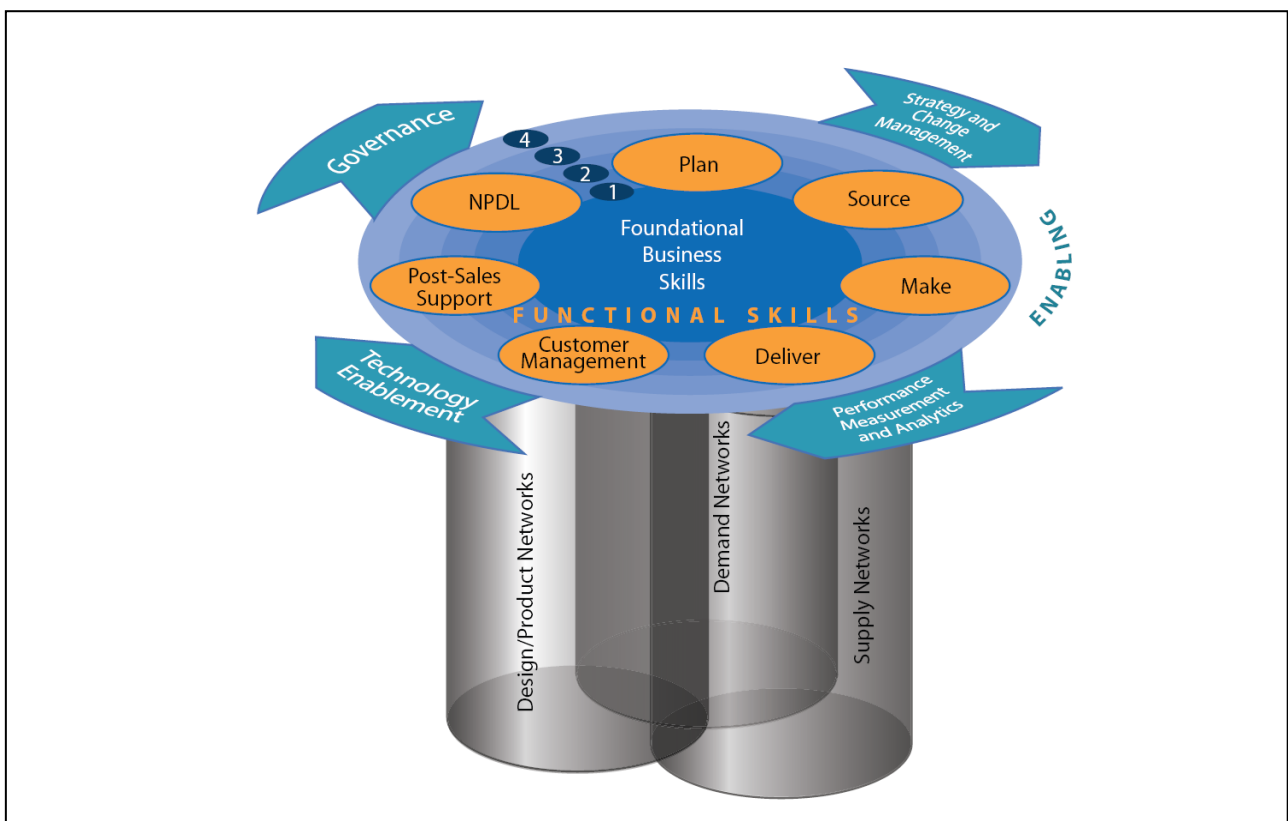 Governance
Strategy and
Change
Management
4
3
2
1
Plan
NPDL
Source
Foundational
Business
Skills
ENABLING
Post-Sales
Support
Make
FUNCTIONAL SKILLS
Customer
Management
Deliver
Technology
Enablement
Performance
Measurement
and Analytics
Design/Product Networks
Demand Networks
Supply Networks